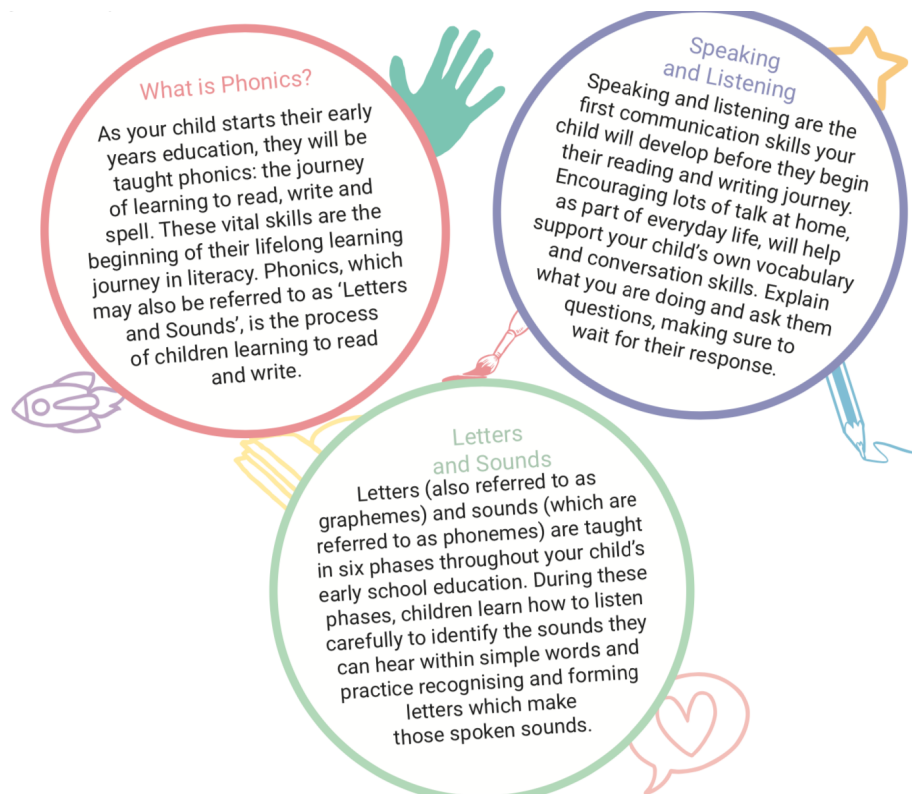 What is Phonics?
As your child starts their early
years education, they will be
taught phonics: the journey
of learning to read, write and
spell. These vital skills are the
beginning of their lifelong learning
journey in literacy. Phonics, which
may also be referred to as ‘Letters
and Sounds’, is the process
of children learning to read
and write.
Speaking
and Listening
Speaking and listening are the
first communication skills your
child will develop before they begin
their reading and writing journey.
Encouraging lots of talk at home,
as part of everyday life, will help
support your child’s own vocabulary
and conversation skills. Explain
what you are doing and ask them
questions, making sure to
wait for their response.
Letters
and Sounds
Letters (also referred to as
graphemes) and sounds (which are
referred to as phonemes) are taught
in six phases throughout your child’s
early school education. During these
phases, children learn how to listen
carefully to identify the sounds they
can hear within simple words and
practice recognising and forming
letters which make
those spoken sounds.